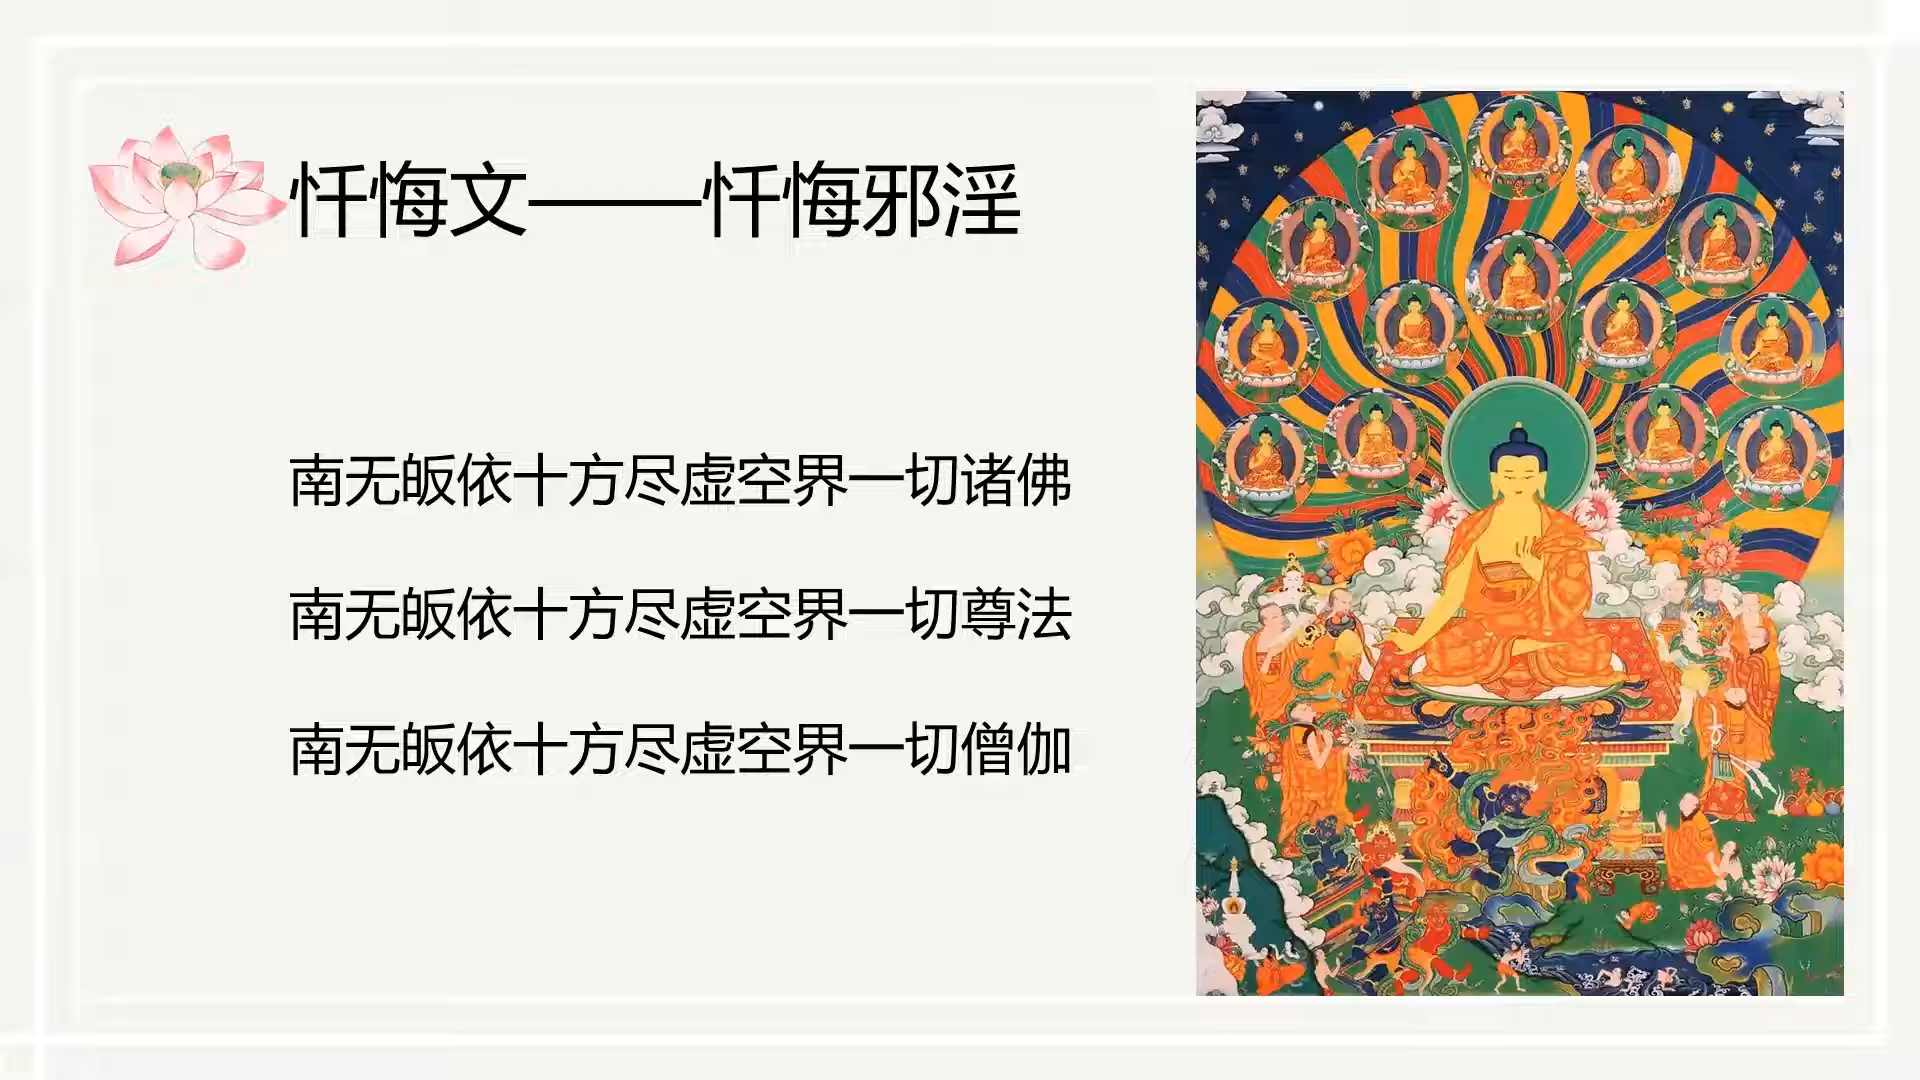 忏悔文——忏悔邪淫
南无皈依十方尽虚空界一切诸佛
南无皈依十方尽虚空界一切尊法
南无皈依十方尽虚空界一切僧伽